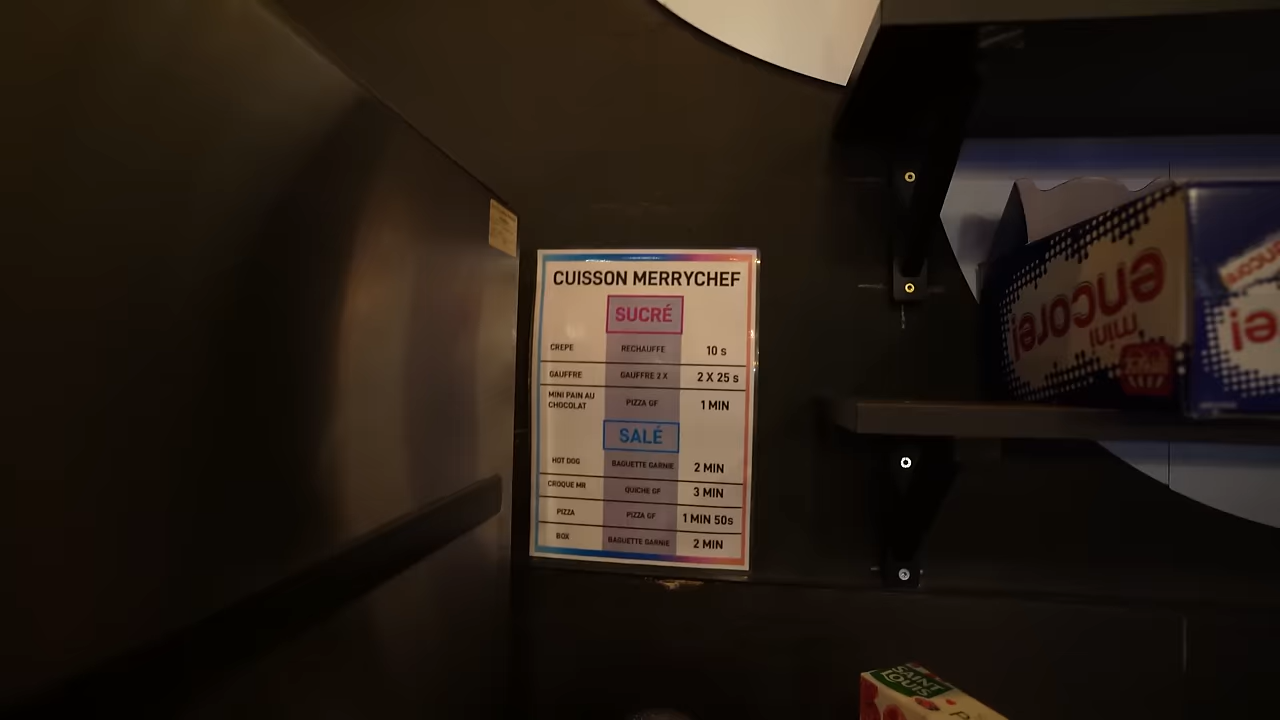 CUISSON MERRYCHEF
SUCRÉ
CREPE RECHAUFFE 10 s
GAUFFRE GAUFFRE 2 X 2 X 25 s
MINI PAIN AU
CHOCOLAT PIZZA GF 1 MIN
SALÉ
HOT DOG BAGUETTE GARNIE 2 MIN
CROQUE MR QUICHE GF 3 MIN
PIZZA PIZZA GF 1 MIN 50s
BOX BAGUETTE GARNIE 2 MIN
encore!
mini
SAINT
LOUIS